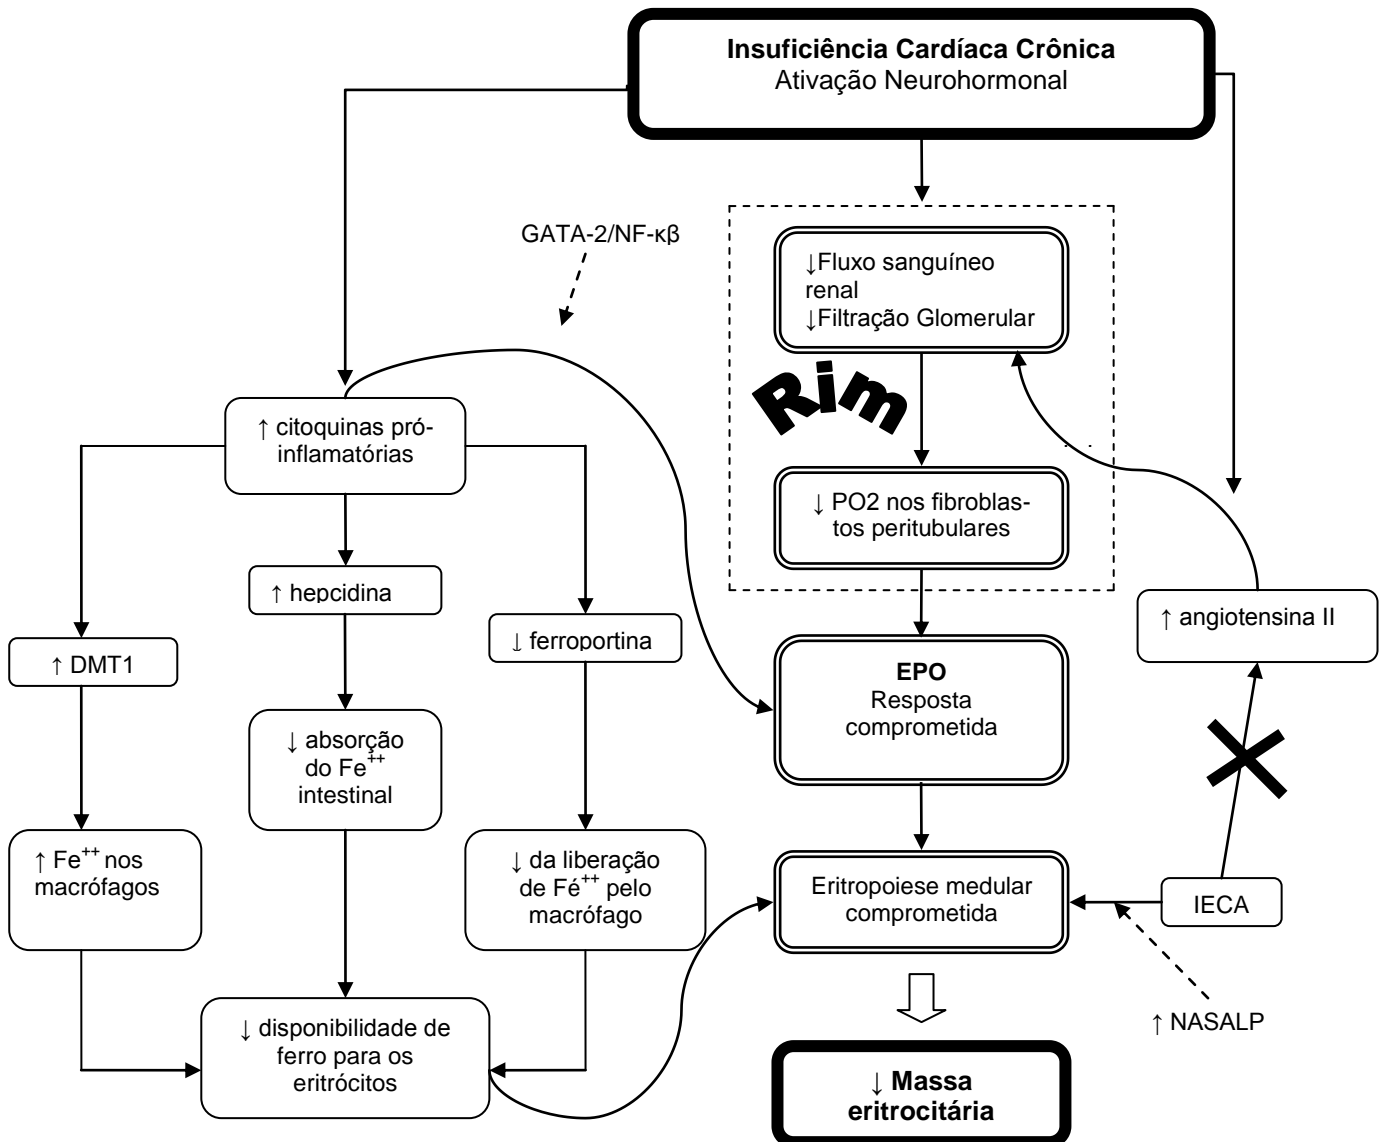 Insuficiência Cardíaca Crônica
Ativação Neurohormonal
GATA-2/NF-κβ
↓Fluxo sanguíneo
renal
↓Filtração Glomerular
Rim
↑ citoquinas pró-
inflamatórias
↓ PO2 nos fibroblas-
tos peritubulares
↑ hepcidina
↑ angiotensina II
↓ ferroportina
↑ DMT1
EPO
Resposta
comprometida
↓ absorção
do Fe++
intestinal
↑ Fe++ nos
macrófagos
↓ da liberação
de Fé++ pelo
macrófago
Eritropoiese medular
comprometida
IECA
↓ disponibilidade de
ferro para os
eritrócitos
↑ NASALP
↓ Massa
eritrocitária